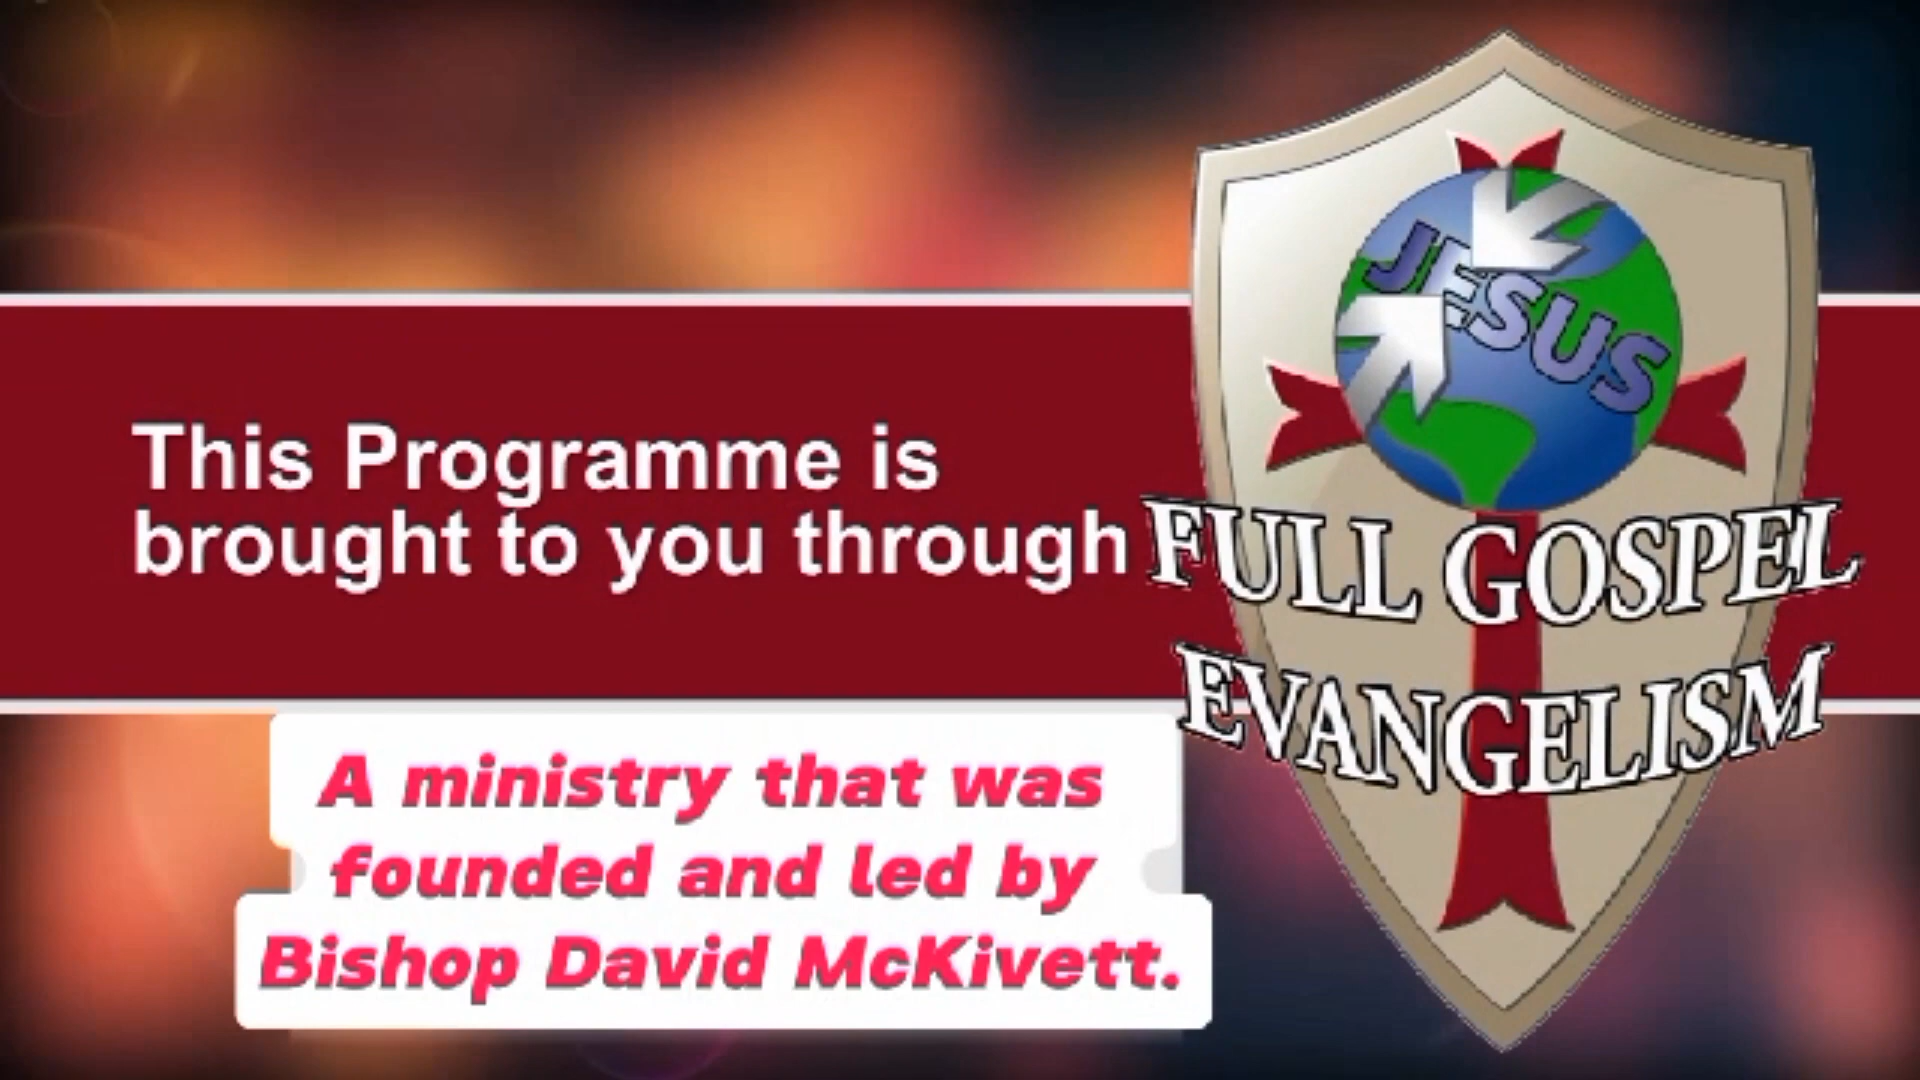 This Programme is
brought to you through
JESUS
FULL GOSPEL
EVANGELISM
A ministry that was
founded and led by
Bishop David McKivett.